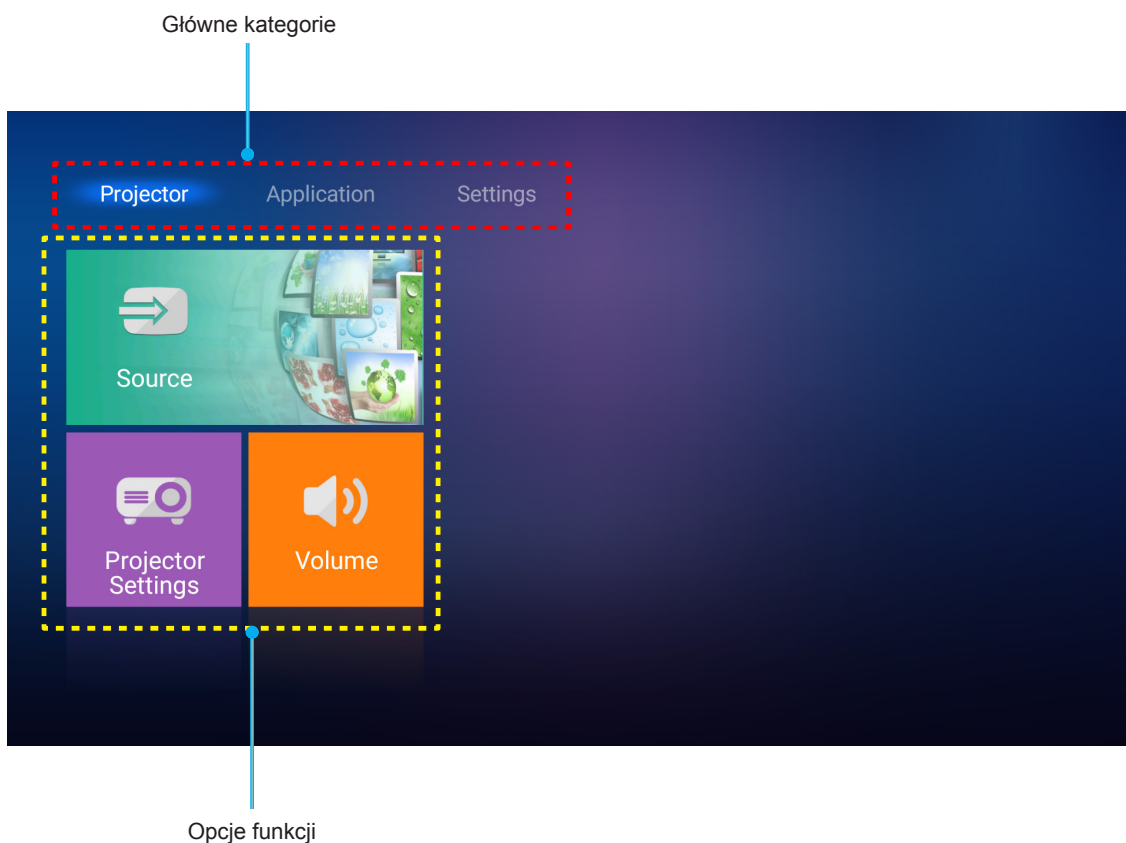 Główne kategorie
Projector Application Settings
Source
Projector
Settings
Volume
Opcje funkcji